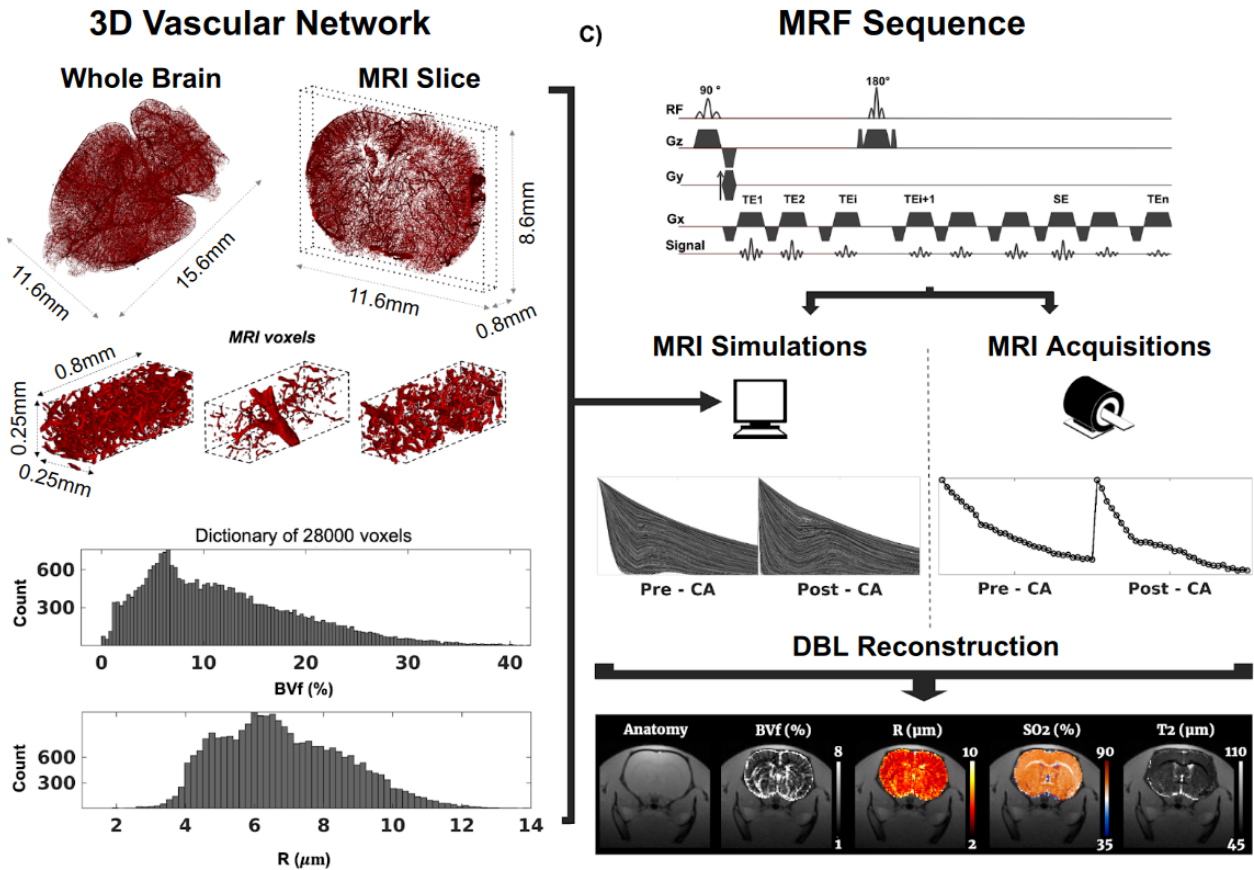 3D Vascular Network
Whole Brain
MRI Slice
11.6mm
15.6mm
8.6mm
11.6mm
0.8mm
MRI voxels
0.8mm
0.25mm
0.25mm
Dictionary of 28000 voxels
Count
600
300
0 10 20 30 40
BVf (%)
Count
600
300
2 4 6 8 10 12 14
R (μm)
C)
MRF Sequence
90 °
180°
RF
Gz
Gy
TE1 TE2 TEi TEi+1 SE TEn
Gx
Signal
MRI Simulations
MRI Acquisitions
Pre - CA Post - CA
Pre - CA Post - CA
DBL Reconstruction
Anatomy BVf (%) R (μm) SO2 (%) T2 (μm)
8 10 90 110
1 2 35 45